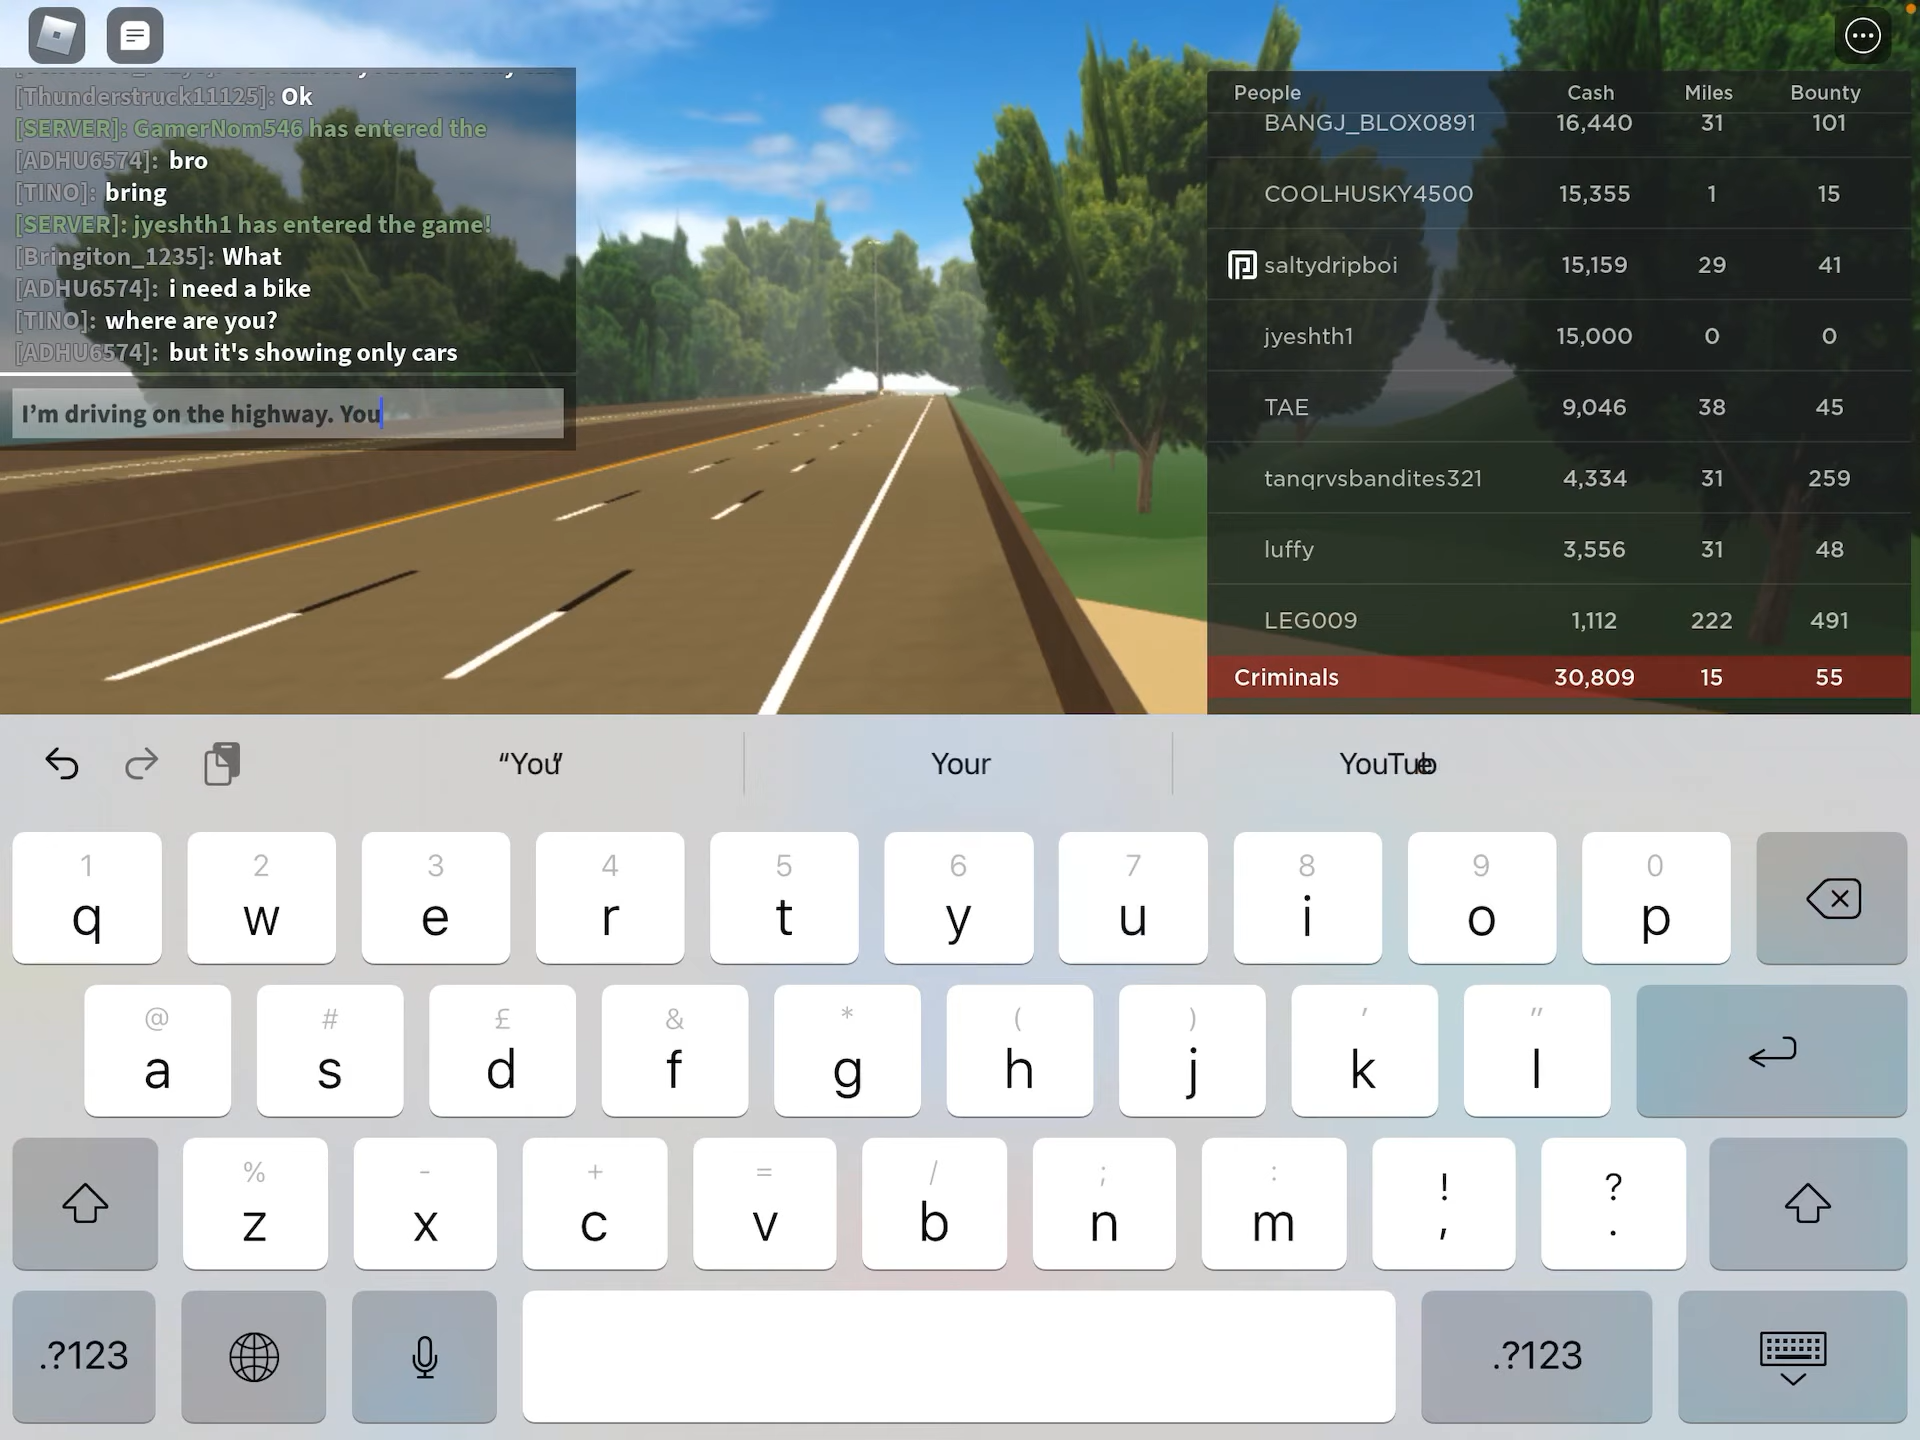 [Thunderstruck11125]: Ok
[SERVER]: GamerNom546 has entered the
[ADHU6574]: bro
[TINO]: bring
[SERVER]: jyeshth1 has entered the game!
[Bringiton_1235]: What
[ADHU6574]: i need a bike
[TINO]: where are you?
[ADHU6574]: but it's showing only cars
I’m driving on the highway. You
People Cash Miles Bounty
BANGJ_BLOX0891 16,440 31 101
COOLHUSKY4500 15,355 1 15
saltydripboi 15,159 29 41
jyeshth1 15,000 0 0
TAE 9,046 38 45
tanqrvsbandites321 4,334 31 259
luffy 3,556 31 48
LEG009 1,112 222 491
Criminals 30,809 15 55
“You” Your YouTube
1 2 3 4 5 6 7 8 9 0
q w e r t y u i o p
@ # £ & * ( ) ' "
a s d f g h j k l
% - + = / ; : ! ?
z x c v b n m , .
.?123 .?123